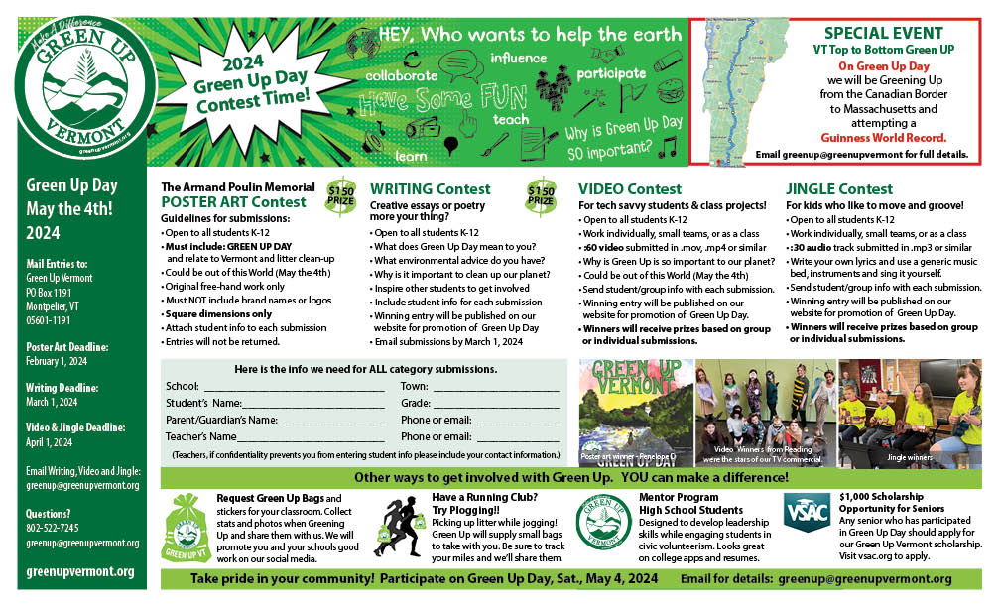 Make A Difference
GREEN UP
VERMONT
greenupvermont.org
2024
Green Up Day
Contest Time!
HEY, Who wants to help the earth
influence
collaborate
participate
Have Some FUN
teach
Why is Green Up Day
SO important?
learn
SPECIAL EVENT
VT Top to Bottom Green UP
On Green Up Day
we will be Greening Up
from the Canadian Border
to Massachusetts and
attempting a
Guinness World Record.
Email greenup@greenupvermont for full details.
Green Up Day
May the 4th!
2024
Mail Entries to:
Green Up Vermont
PO Box 1191
Montpelier, VT
05601-1191
Poster Art Deadline:
February 1, 2024
Writing Deadline:
March 1, 2024
Video & Jingle Deadline:
April 1, 2024
Email Writing, Video and Jingle:
greenup@greenupvermont.org
Questions?
802-522-7245
greenup@greenupvermont.org
greenupvermont.org
The Armand Poulin Memorial
POSTER ART Contest
$150
PRIZE
Guidelines for submissions:
• Open to all students K-12
• Must include: GREEN UP DAY
and relate to Vermont and litter clean-up
• Could be out of this World (May the 4th)
• Original free-hand work only
• Must NOT include brand names or logos
• Square dimensions only
• Attach student info to each submission
• Entries will not be returned.
WRITING Contest
$150
PRIZE
Creative essays or poetry
more your thing?
• Open to all students K-12
• What does Green Up Day mean to you?
• What environmental advice do you have?
• Why is it important to clean up our planet?
• Inspire other students to get involved
• Include student info for each submission
• Winning entry will be published on our
website for promotion of Green Up Day
• Email submissions by March 1, 2024
VIDEO Contest
For tech savvy students & class projects!
• Open to all students K-12
• Work individually, small teams, or as a class
• :60 video submitted in .mov, .mp4 or similar
• Why is Green Up is so important to our planet?
• Could be out of this World (May the 4th)
• Send student/group info with each submission.
• Winning entry will be published on our
website for promotion of Green Up Day.
• Winners will receive prizes based on group
or individual submissions.
JINGLE Contest
For kids who like to move and groove!
• Open to all students K-12
• Work individually, small teams, or as a class
• :30 audio track submitted in .mp3 or similar
• Write your own lyrics and use a generic music
bed, instruments and sing it yourself.
• Send student/group info with each submission.
• Winning entry will be published on our
website for promotion of Green Up Day.
• Winners will receive prizes based on group
or individual submissions.
Here is the info we need for ALL category submissions.
School: Town:
Student's Name: Grade:
Parent/Guardian's Name: Phone or email:
Teacher's Name Phone or email:
(Teachers, if confidentiality prevents you from entering student info please include your contact information.)
GREEN UP
VERMONT
Poster art winner - Penelope O
GREEN UP DAY
Video Winners from Reading
were the stars of our TV commercial.
Jingle winners
Other ways to get involved with Green Up. YOU can make a difference!
GREEN UP VT
Request Green Up Bags and
stickers for your classroom. Collect
stats and photos when Greening
Up and share them with us. We will
promote you and your schools good
work on our social media.
Have a Running Club?
Try Plogging!!
Picking up litter while jogging!
Green Up will supply small bags
to take with you. Be sure to track
your miles and we'll share them.
GREEN UP
VERMONT
Mentor Program
High School Students
Designed to develop leadership
skills while engaging students in
civic volunteerism. Looks great
on college apps and resumes.
VSAC
$1,000 Scholarship
Opportunity for Seniors
Any senior who has participated
in Green Up Day should apply for
our Green Up Vermont scholarship.
Visit vsac.org to apply.
Take pride in your community! Participate on Green Up Day, Sat., May 4, 2024 Email for details: greenup@greenupvermont.org